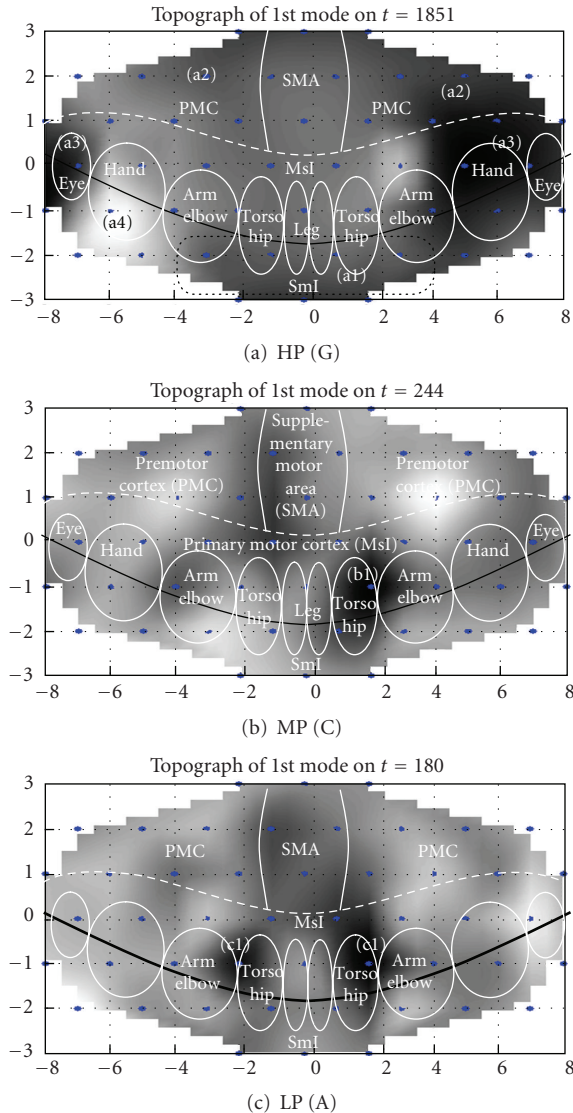 Topograph of 1st mode on t = 1851
3
2
1
0
−1
−2
−3
(a2)
SMA
(a2)
PMC
PMC
(a3)
(a3)
Hand
MsI
Hand
Eye
Eye
Arm
elbow
Torso
hip
Leg
Torso
hip
Arm
elbow
(a4)
(a1)
SmI
−8 −6 −4 −2 0 2 4 6 8
(a) HP (G)
Topograph of 1st mode on t = 244
3
2
1
0
−1
−2
−3
Supple-
mentary
motor
area
(SMA)
Premotor
cortex (PMC)
Premotor
cortex (PMC)
Eye
Eye
Hand
Primary motor cortex (MsI)
Hand
(b1)
Arm
elbow
Torso
hip
Leg
Torso
hip
Arm
elbow
SmI
−8 −6 −4 −2 0 2 4 6 8
(b) MP (C)
Topograph of 1st mode on t = 180
3
2
1
0
−1
−2
−3
PMC
SMA
PMC
MsI
(c1)
(c1)
Arm
elbow
Torso
hip
Torso
hip
Arm
elbow
SmI
−8 −6 −4 −2 0 2 4 6 8
(c) LP (A)